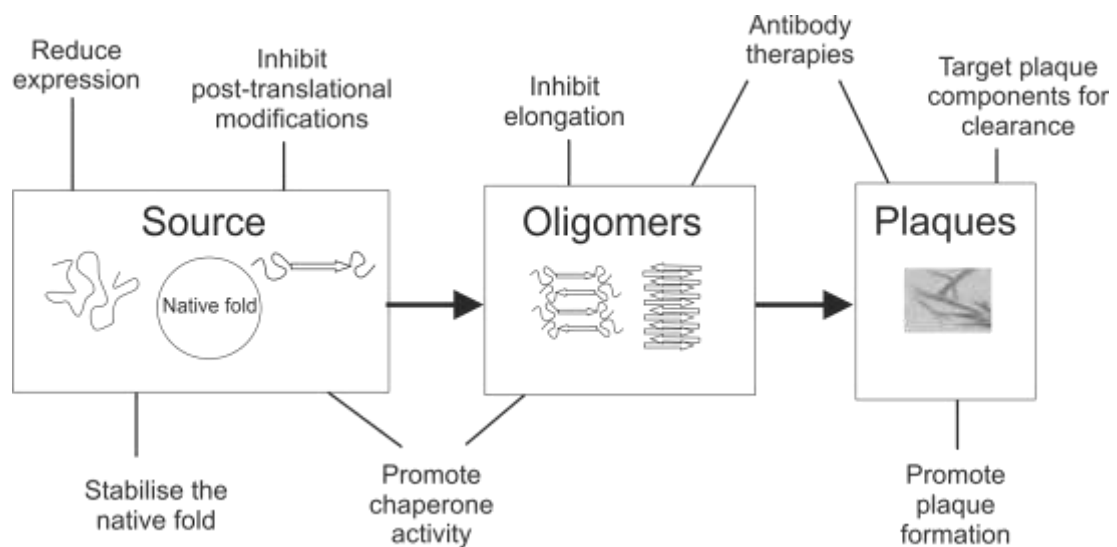 Reduce
expression
Inhibit
post-translational
modifications
Inhibit
elongation
Antibody
therapies
Target plaque
components for
clearance
Source
Native fold
Oligomers
Plaques
Stabilise the
native fold
Promote
chaperone
activity
Promote
plaque
formation